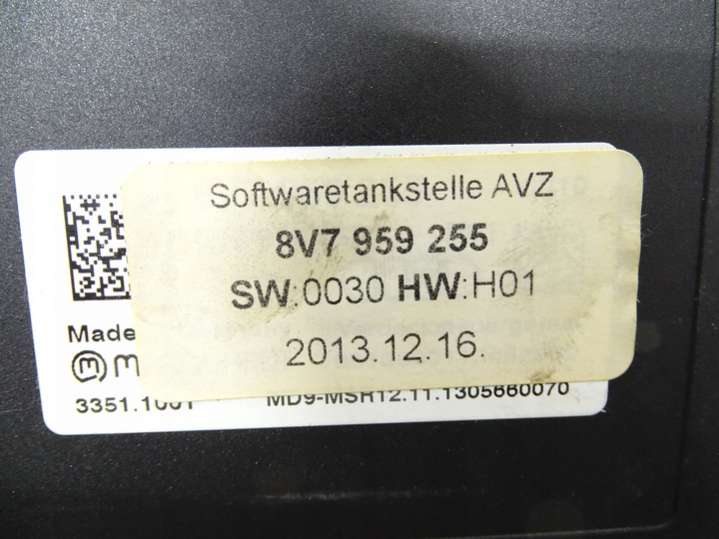 Softwaretankstelle AVZ
8V7 959 255
SW:0030 HW:H01
2013.12.16.
Made
3351.1001
MD9-MSR12.11.1305660070